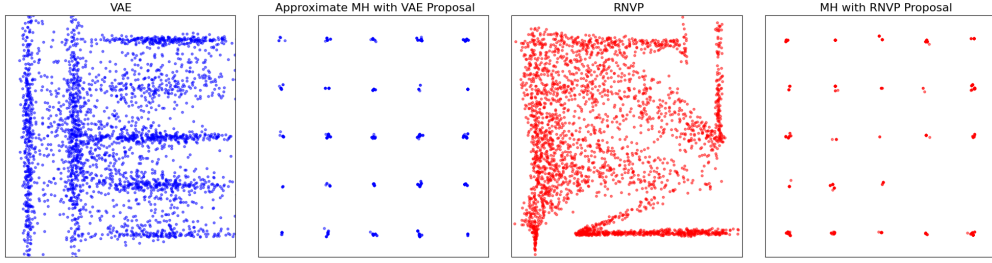 VAE
Approximate MH with VAE Proposal
RNVP
MH with RNVP Proposal